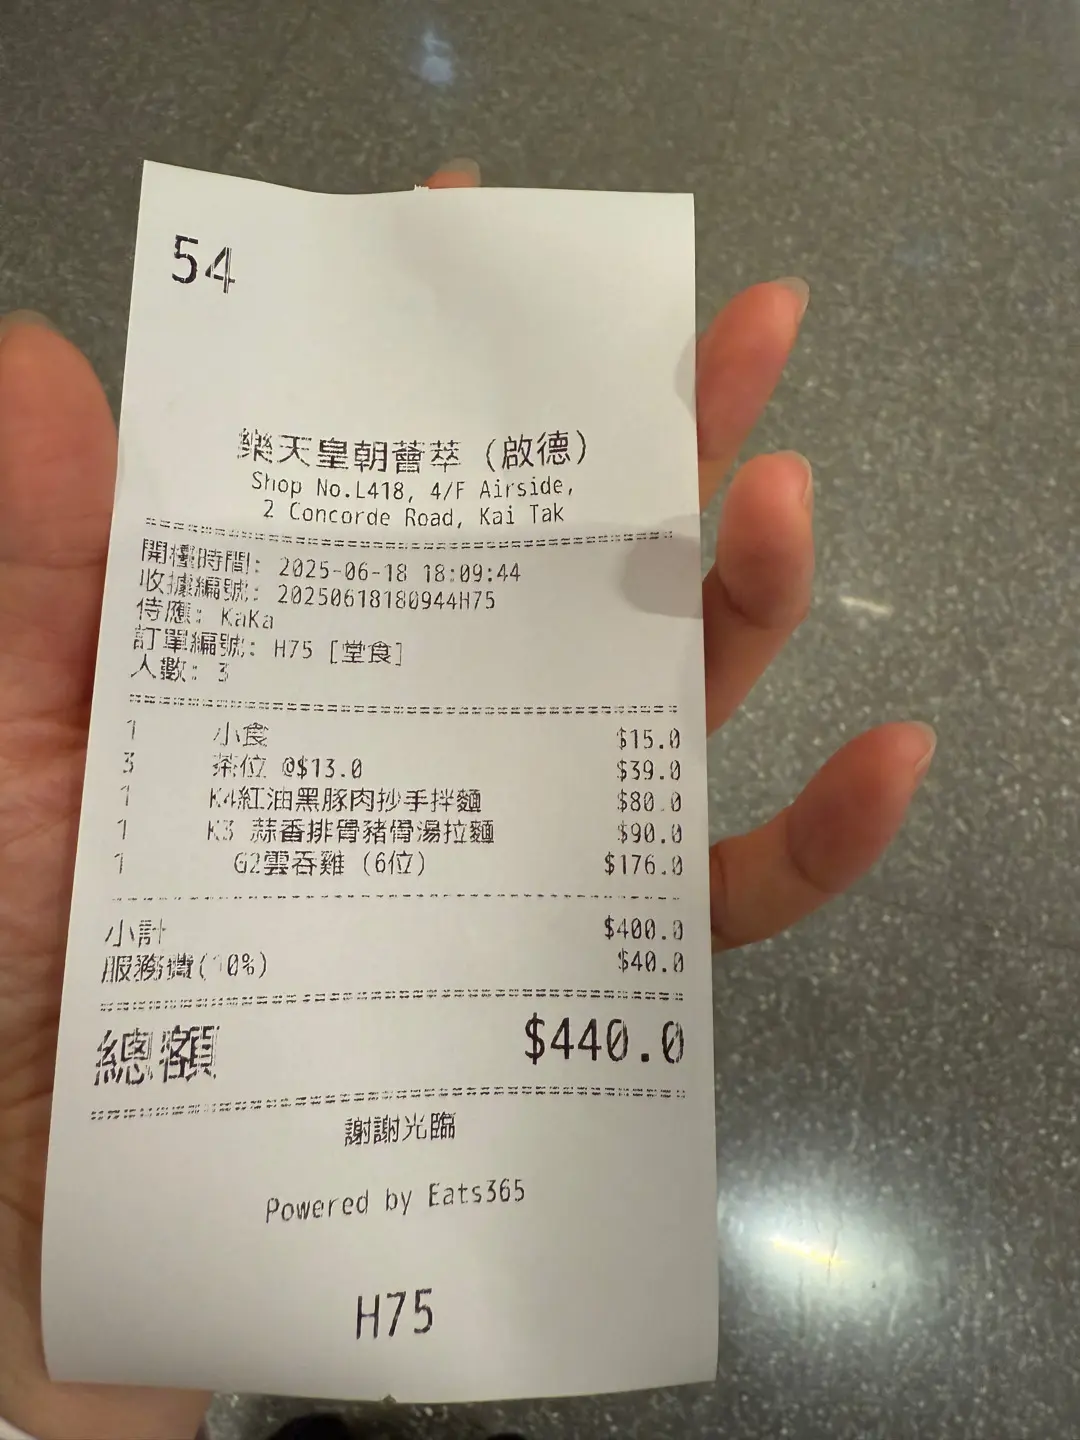 54
樂天皇朝薈萃 (啟德)
Shop No.L418, 4/F Airside,
2 Concorde Road, Kai Tak
開檯時間: 2025-06-18 18:09:44
收據編號: 20250618180944H75
侍應: KaKa
訂單編號: H75 [堂食]
人數: 3
1 小食 $15.0
3 茶位 @$13.0 $39.0
1 K4紅油黑豚肉抄手拌麵 $80.0
1 K3 蒜香排骨豬骨湯拉麵 $90.0
1 G2雲吞雞 (6位) $176.0
小計 $400.0
服務費(10%) $40.0
總額 $440.0
謝謝光臨
Powered by Eats365
H75